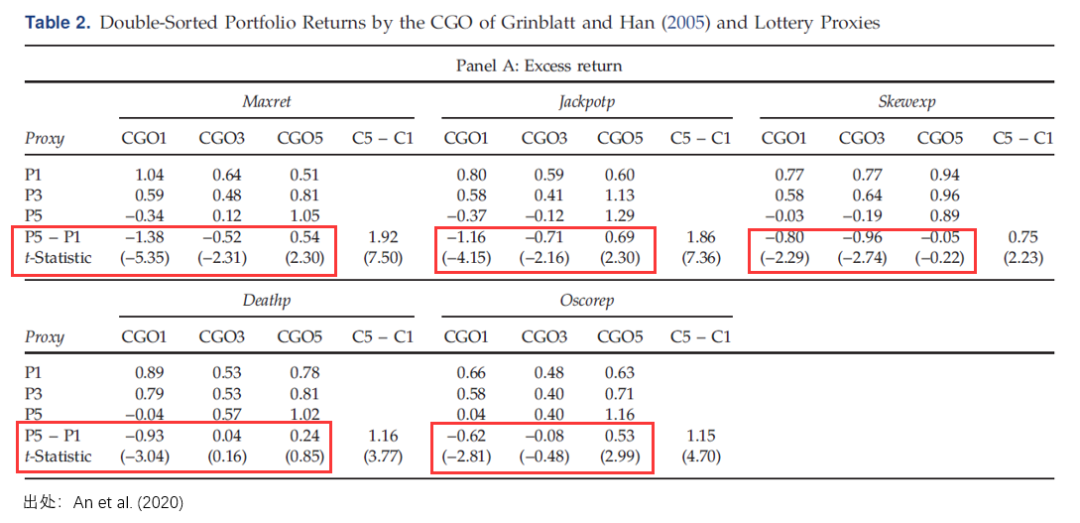 Table 2. Double-Sorted Portfolio Returns by the CGO of Grinblatt and Han (2005) and Lottery Proxies
Panel A: Excess return
Maxret Jackpotp Skewexp
Proxy CGO1 CGO3 CGO5 C5 – C1 CGO1 CGO3 CGO5 C5 – C1 CGO1 CGO3 CGO5 C5 – C1
P1 1.04 0.64 0.51 0.80 0.59 0.60 0.77 0.77 0.94
P3 0.59 0.48 0.81 0.58 0.41 1.13 0.58 0.64 0.96
P5 –0.34 0.12 1.05 –0.37 –0.12 1.29 –0.03 –0.19 0.89
P5 – P1 –1.38 –0.52 0.54 1.92 –1.16 –0.71 0.69 1.86 –0.80 –0.96 –0.05 0.75
t-Statistic (–5.35) (–2.31) (2.30) (7.50) (–4.15) (–2.16) (2.30) (7.36) (–2.29) (–2.74) (–0.22) (2.23)
Deathp Oscorep
Proxy CGO1 CGO3 CGO5 C5 – C1 CGO1 CGO3 CGO5 C5 – C1
P1 0.89 0.53 0.78 0.66 0.48 0.63
P3 0.79 0.53 0.81 0.58 0.40 0.71
P5 –0.04 0.57 1.02 0.04 0.40 1.16
P5 – P1 –0.93 0.04 0.24 1.16 –0.62 –0.08 0.53 1.15
t-Statistic (–3.04) (0.16) (0.85) (3.77) (–2.81) (–0.48) (2.99) (4.70)
出处：An et al. (2020)